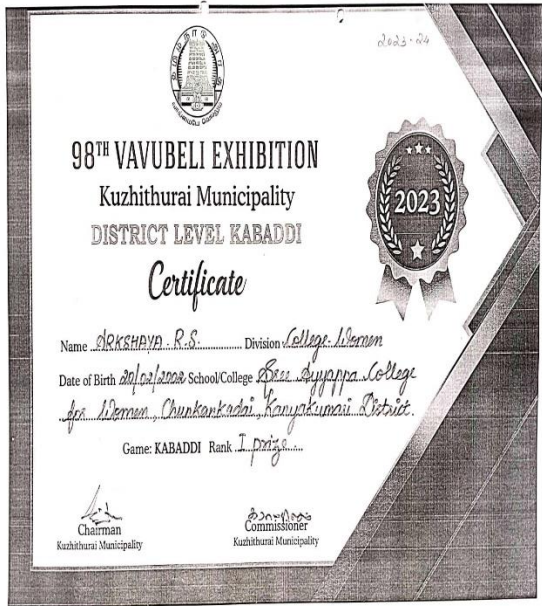 2023-24
98TH VAVUBELI EXHIBITION
Kuzhithurai Municipality
DISTRICT LEVEL KABADDI
Certificate
2023
Name ARKSHAYA. R.S. Division College Women
Date of Birth 20/02/2002 School/College Sree Ayyappa College
for Women, Chunkankadai, Kanyakumari District.
Game: KABADDI Rank I prize
Chairman
Kuzhithurai Municipality
Commissioner
Kuzhithurai Municipality